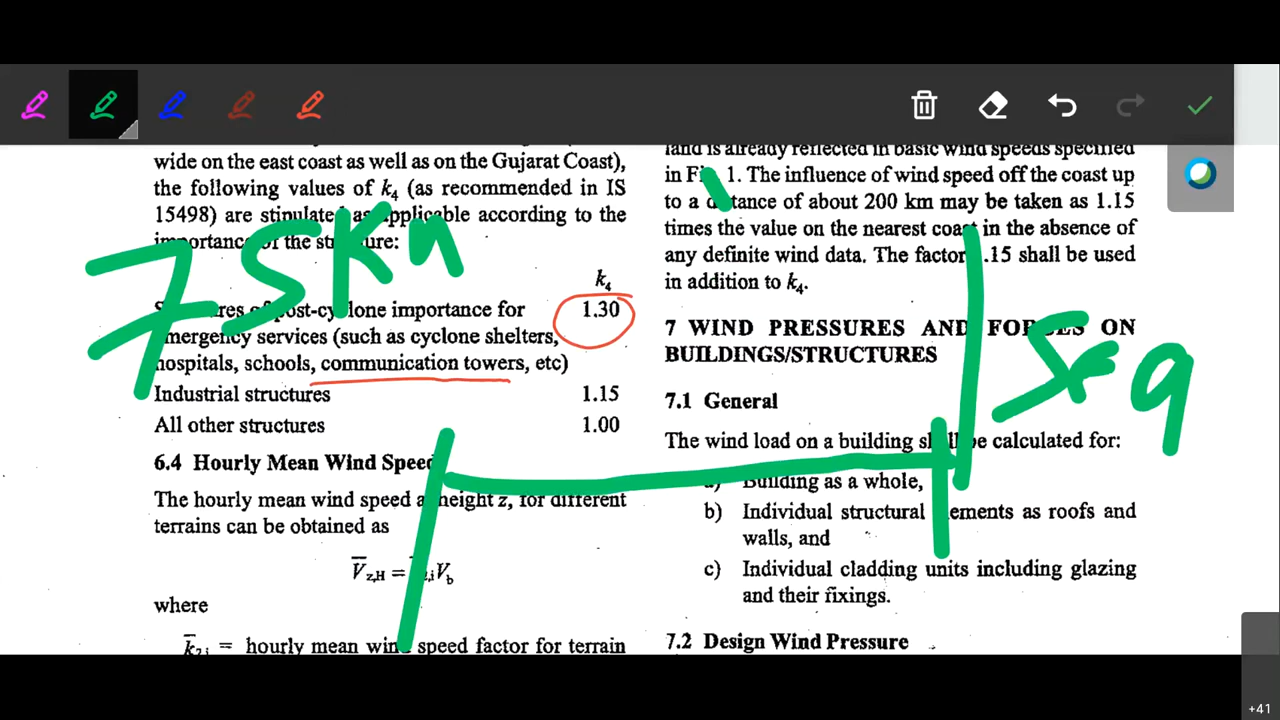 wide on the east coast as well as on the Gujarat Coast),
the following values of k4 (as recommended in IS
15498) are stipulated as applicable according to the
importance of the structure:
k4
Structures of post-cyclone importance for 1.30
emergency services (such as cyclone shelters,
hospitals, schools, communication towers, etc)
Industrial structures 1.15
All other structures 1.00
6.4 Hourly Mean Wind Speed
The hourly mean wind speed at height z, for different
terrains can be obtained as
V̅z,H = k̅2,iVb
where
k̅2,i = hourly mean wind speed factor for terrain
land is already reflected in basic wind speeds specified
in Fig. 1. The influence of wind speed off the coast up
to a distance of about 200 km may be taken as 1.15
times the value on the nearest coast in the absence of
any definite wind data. The factor 1.15 shall be used
in addition to k4.
7 WIND PRESSURES AND FORCES ON
BUILDINGS/STRUCTURES
7.1 General
The wind load on a building shall be calculated for:
a) Building as a whole,
b) Individual structural elements as roofs and
walls, and
c) Individual cladding units including glazing
and their fixings.
7.2 Design Wind Pressure
75kn
+41